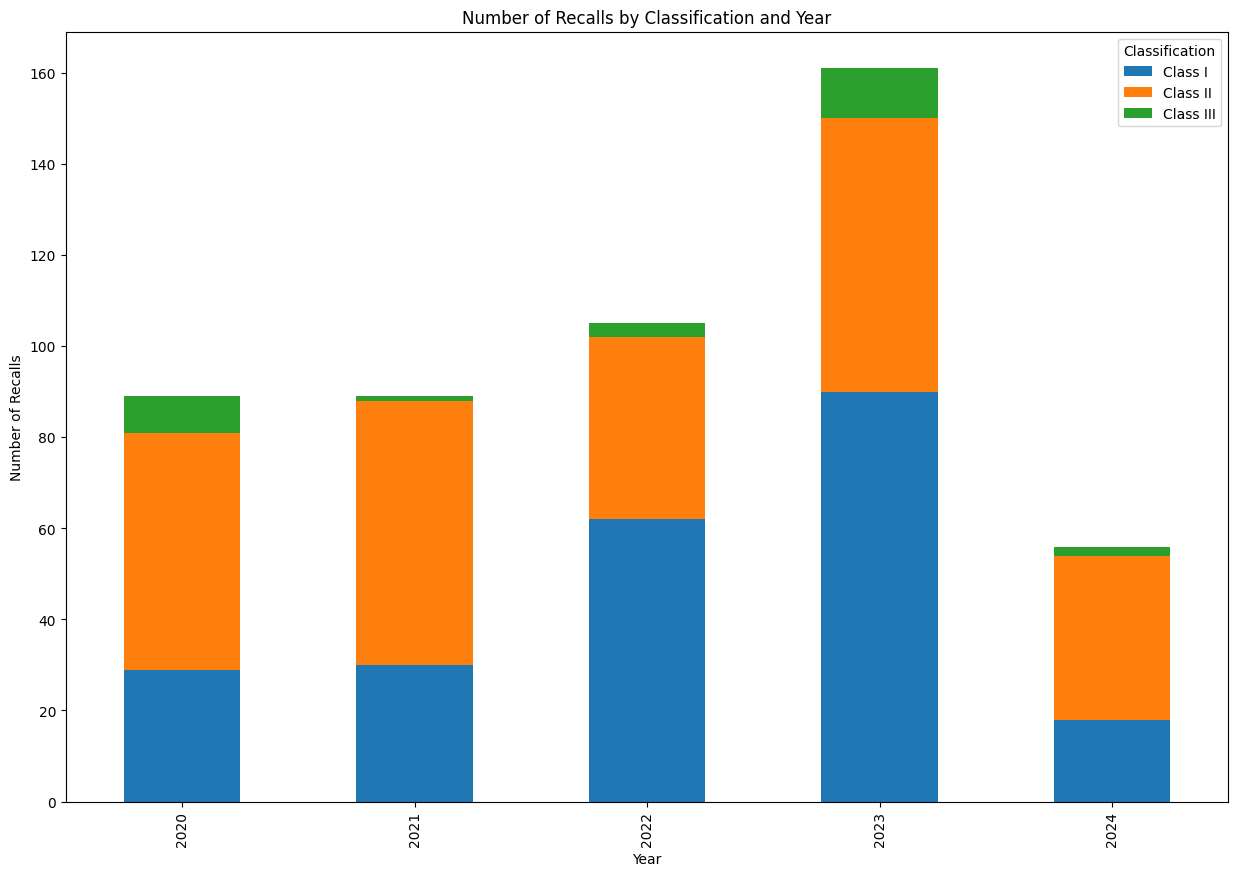 Number of Recalls by Classification and Year
Classification
Class I
Class II
Class III
160
140
120
100
80
60
40
20
0
Number of Recalls
2020
2021
2022
2023
2024
Year